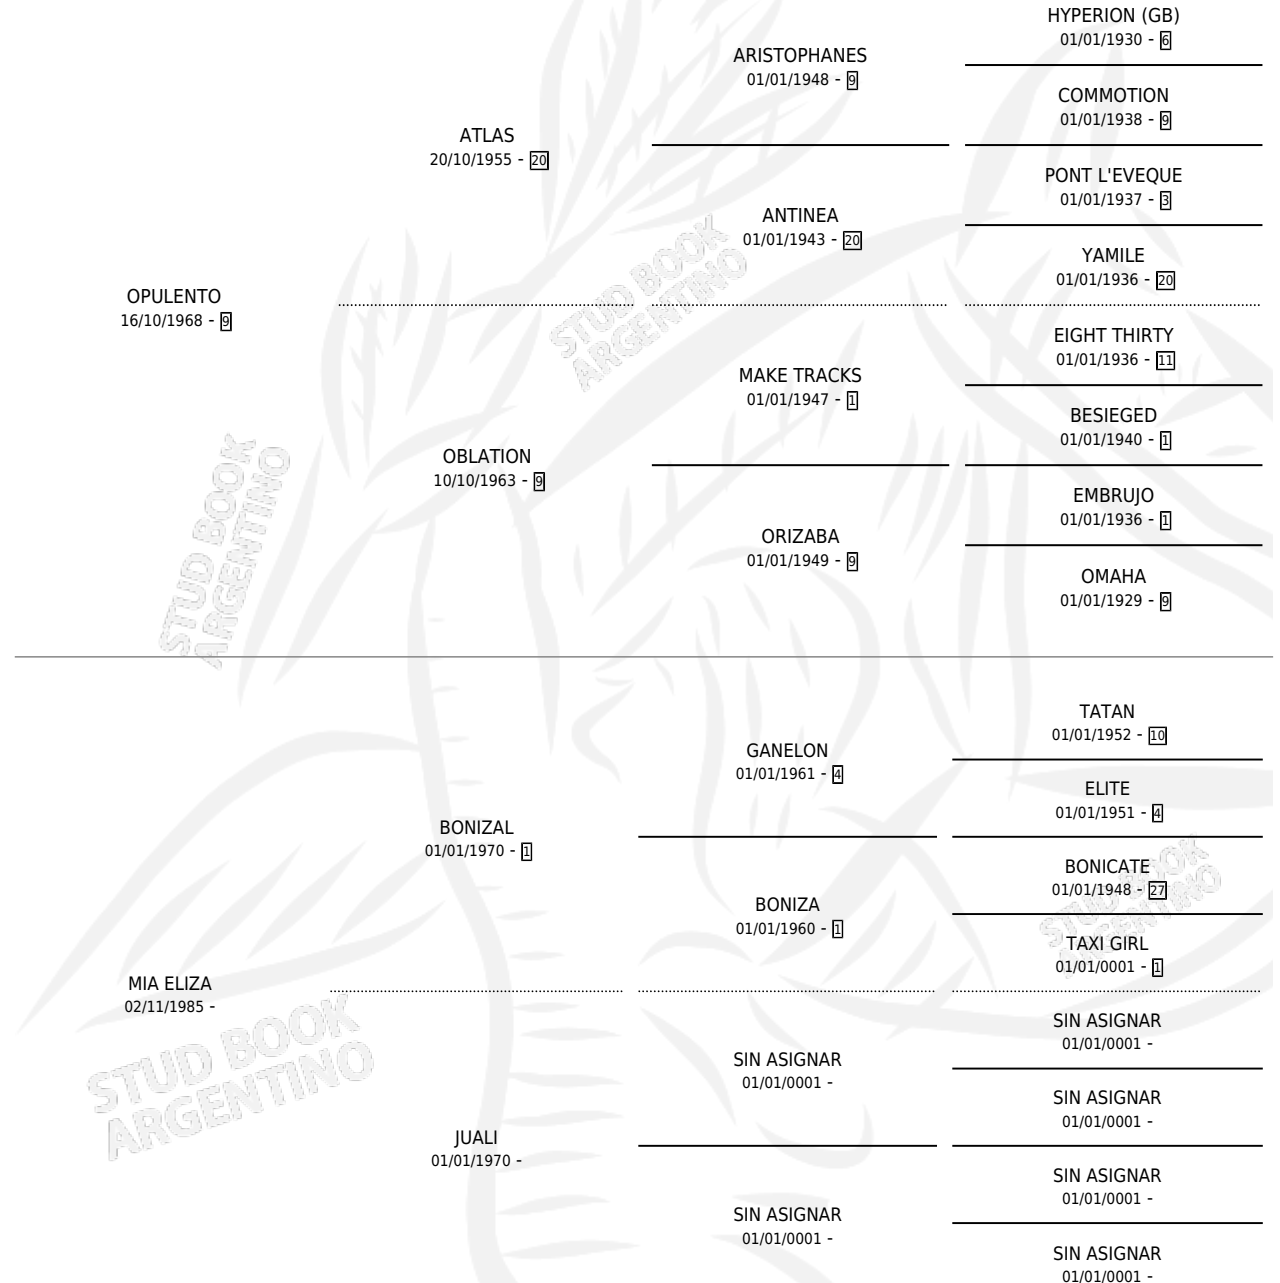 HYPERION (GB)
01/01/1930 - 6
ARISTOPHANES
01/01/1948 - 9
COMMOTION
01/01/1938 - 9
ATLAS
20/10/1955 - 20
PONT L'EVEQUE
01/01/1937 - 3
ANTINEA
01/01/1943 - 20
YAMILE
01/01/1936 - 20
OPULENTO
16/10/1968 - 9
EIGHT THIRTY
01/01/1936 - 11
MAKE TRACKS
01/01/1947 - 1
BESIEGED
01/01/1940 - 1
OBLATION
10/10/1963 - 9
EMBRUJO
01/01/1936 - 1
ORIZABA
01/01/1949 - 9
OMAHA
01/01/1929 - 9
STUD BOOK
ARGENTINO
STUD BOOK
ARGENTINO
TATAN
01/01/1952 - 10
GANELON
01/01/1961 - 4
ELITE
01/01/1951 - 4
BONIZAL
01/01/1970 - 1
BONICATE
01/01/1948 - 27
BONIZA
01/01/1960 - 1
TAXI GIRL
01/01/0001 - 1
MIA ELIZA
02/11/1985 -
SIN ASIGNAR
01/01/0001 -
SIN ASIGNAR
01/01/0001 -
SIN ASIGNAR
01/01/0001 -
JUALI
01/01/1970 -
SIN ASIGNAR
01/01/0001 -
SIN ASIGNAR
01/01/0001 -
SIN ASIGNAR
01/01/0001 -
STUD BOOK
ARGENTINO
STUD BOOK
ARGENTINO